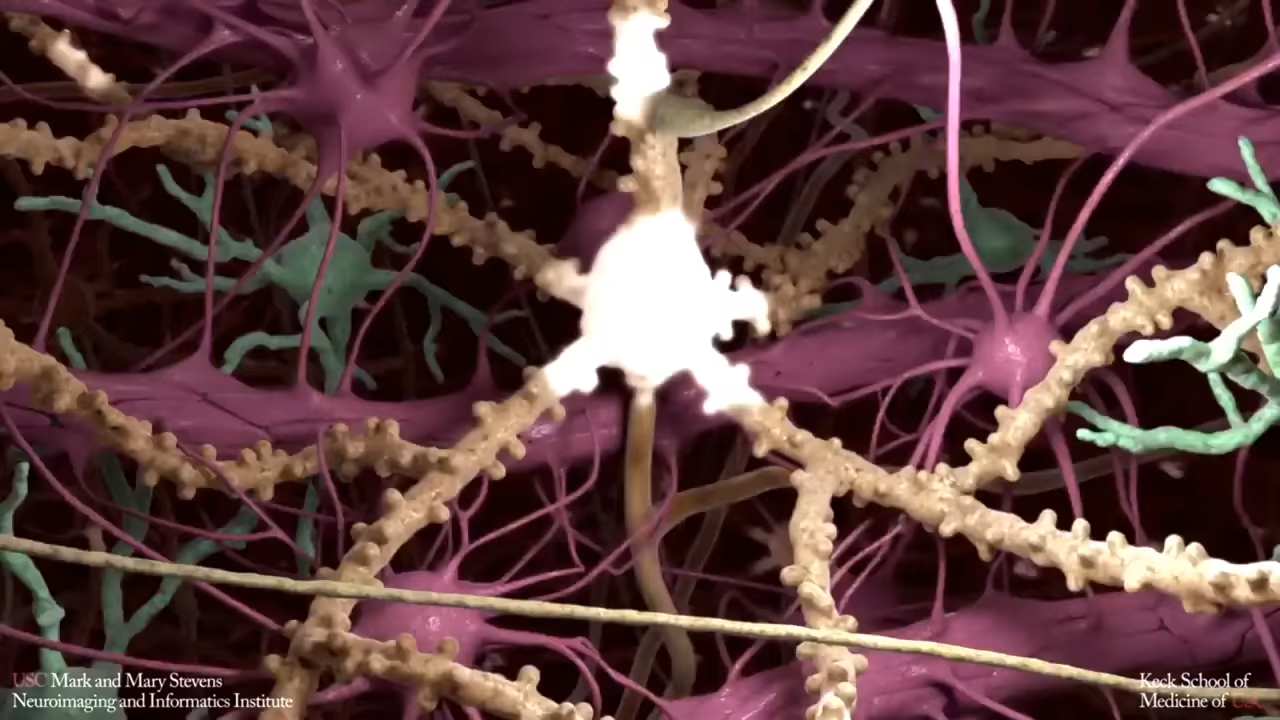 USC Mark and Mary Stevens
Neuroimaging and Informatics Institute
Keck School of
Medicine of USC